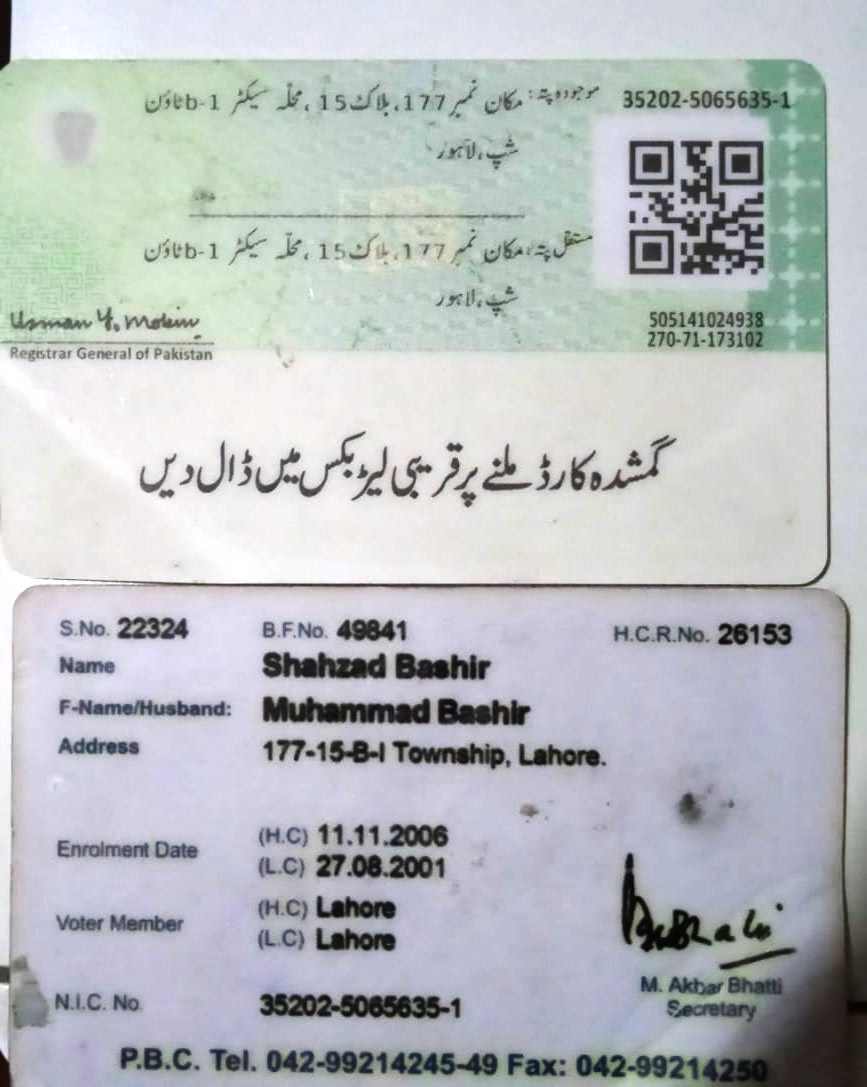 35202-5065635-1
موجودہ پتہ: مکان نمبر 177، بلاک 15، محلہ سیکٹر b-1 ٹاؤن
شپ، لاہور
مستقل پتہ: مکان نمبر 177، بلاک 15، محلہ سیکٹر b-1 ٹاؤن
شپ، لاہور
Usman Y. Mobin
Registrar General of Pakistan
505141024938
270-71-173102
گمشدہ کارڈ ملنے پر قریبی لیٹر بکس میں ڈال دیں
S.No. 22324 B.F.No. 49841 H.C.R.No. 26153
Name Shahzad Bashir
F-Name/Husband: Muhammad Bashir
Address 177-15-B-I Township, Lahore.
Enrolment Date (H.C) 11.11.2006
(L.C) 27.08.2001
Voter Member (H.C) Lahore
(L.C) Lahore
M. Akbar Bhatti
Secretary
N.I.C. No. 35202-5065635-1
P.B.C. Tel. 042-99214245-49 Fax: 042-99214250